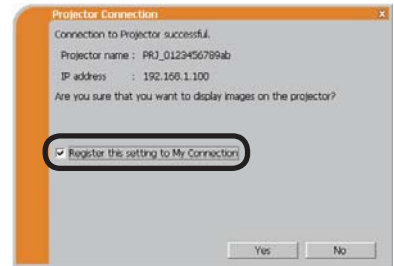 Projector Connection
x
Connection to Projector successful.
Projector name : PRJ_0123456789ab
IP address : 192.168.1.100
Are you sure that you want to display images on the projector?
Register this setting to My Connection
Yes No